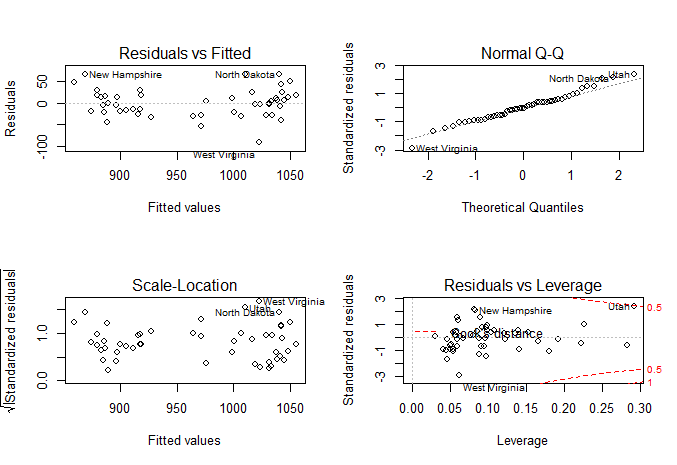 Residuals vs Fitted
Residuals
50
0
-100
New Hampshire
North Dakota
West Virginia
900
950
1000
1050
Fitted values
Normal Q-Q
Standardized residuals
3
1
-1
-3
Utah
North Dakota
West Virginia
-2
-1
0
1
2
Theoretical Quantiles
Scale-Location
√|Standardized residuals|
1.0
0.0
West Virginia
Utah
North Dakota
900
950
1000
1050
Fitted values
Residuals vs Leverage
Standardized residuals
3
1
-1
-3
New Hampshire
Utah
Cook's distance
West Virginia
0.5
0.5
1
0.00
0.05
0.10
0.15
0.20
0.25
0.30
Leverage